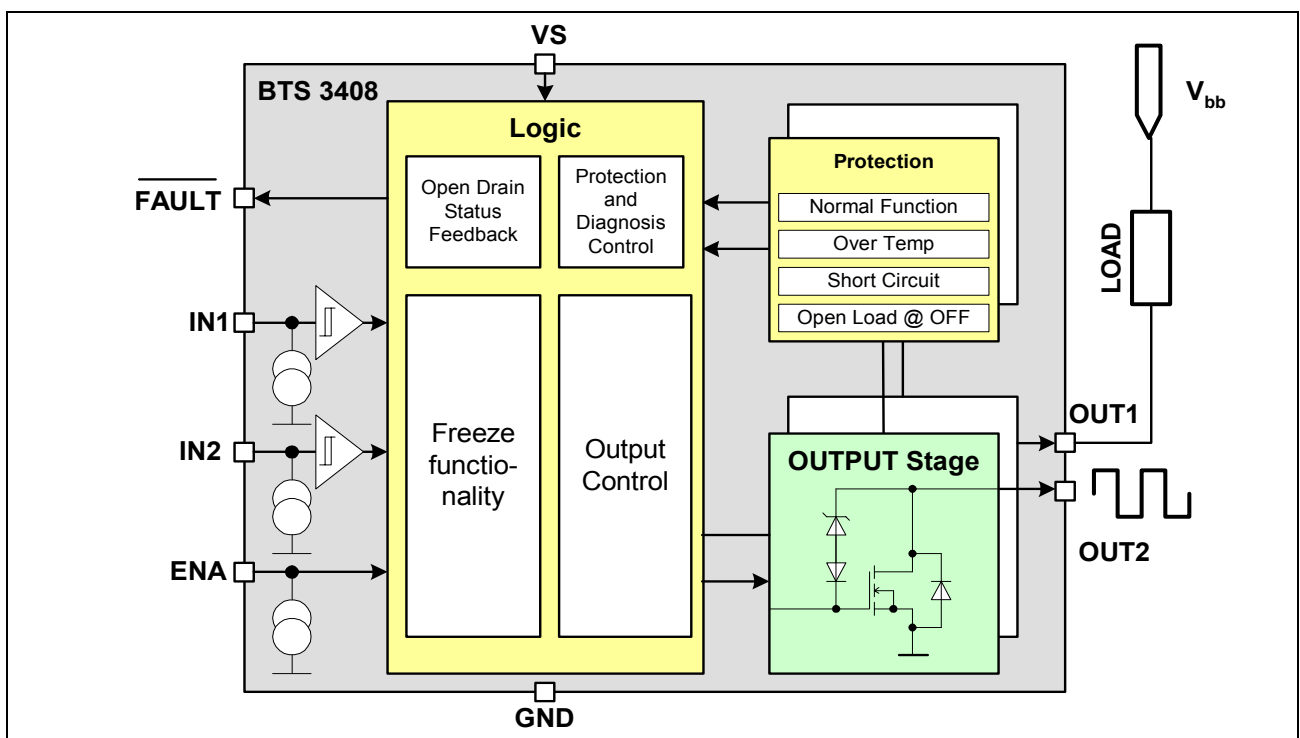 VS
BTS 3408
V_bb
Logic
Protection
FAULT
Open Drain
Status
Feedback
Protection
and
Diagnosis
Control
Normal Function
Over Temp
Short Circuit
Open Load @ OFF
LOAD
IN1
IN2
ENA
Freeze
functio-
nality
Output
Control
OUTPUT Stage
OUT1
OUT2
GND